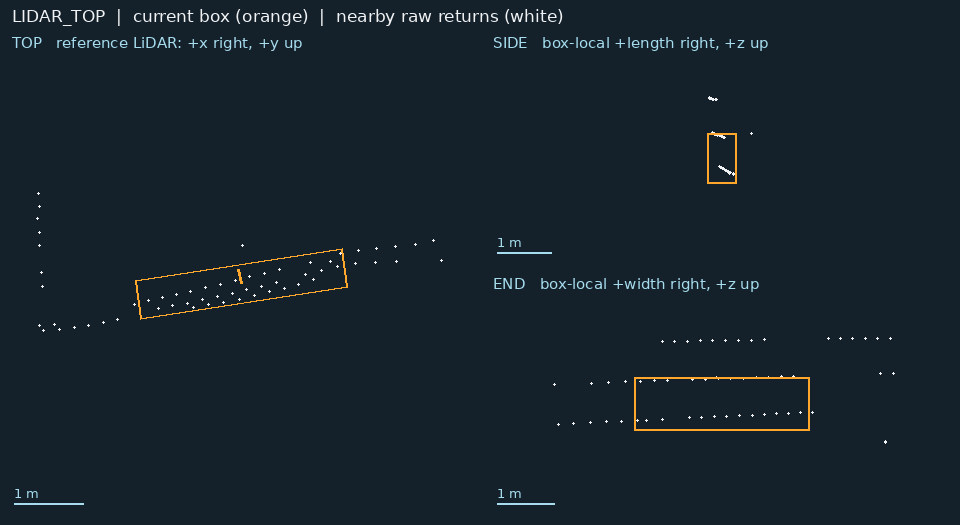 LIDAR_TOP | current box (orange) | nearby raw returns (white)
TOP reference LiDAR: +x right, +y up
SIDE box-local +length right, +z up
1 m
END box-local +width right, +z up
1 m
1 m